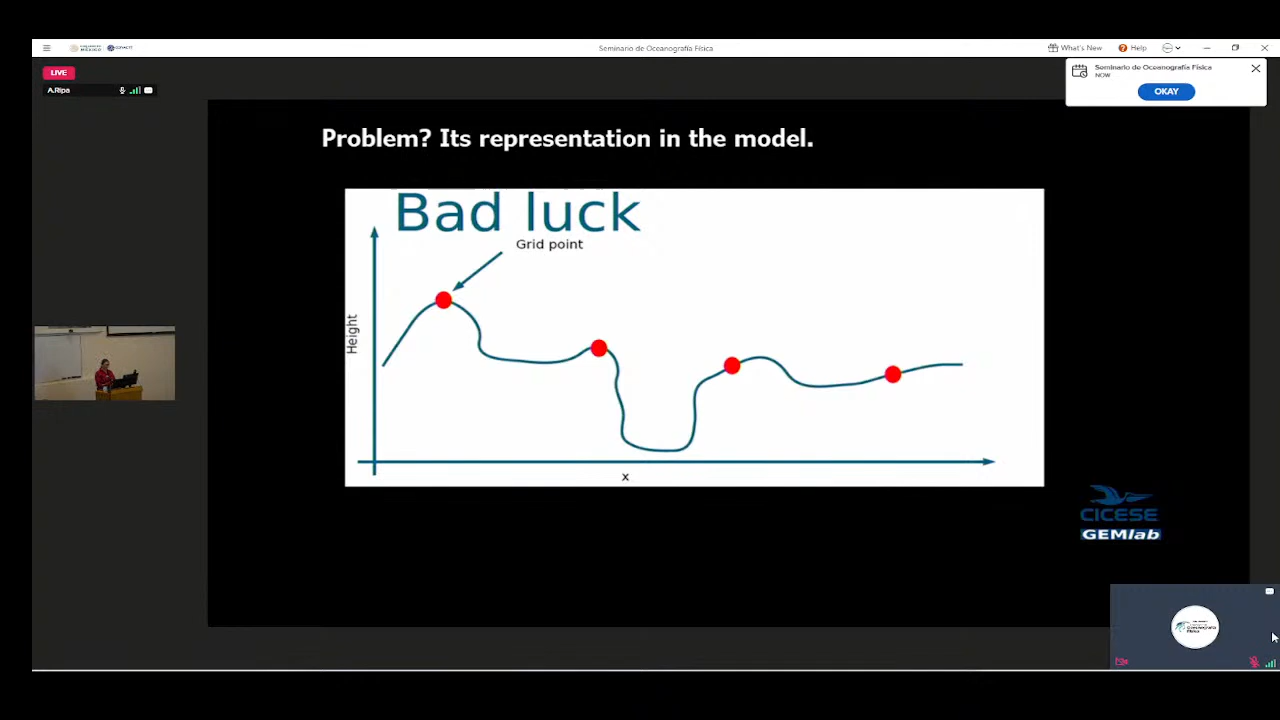 Seminario de Oceanografía Física
What's New
Help
LIVE
A.Ripa
Seminario de Oceanografía Física
NOW
OKAY
Problem? Its representation in the model.
Bad luck
Grid point
Height
x
CICESE
GEMlab